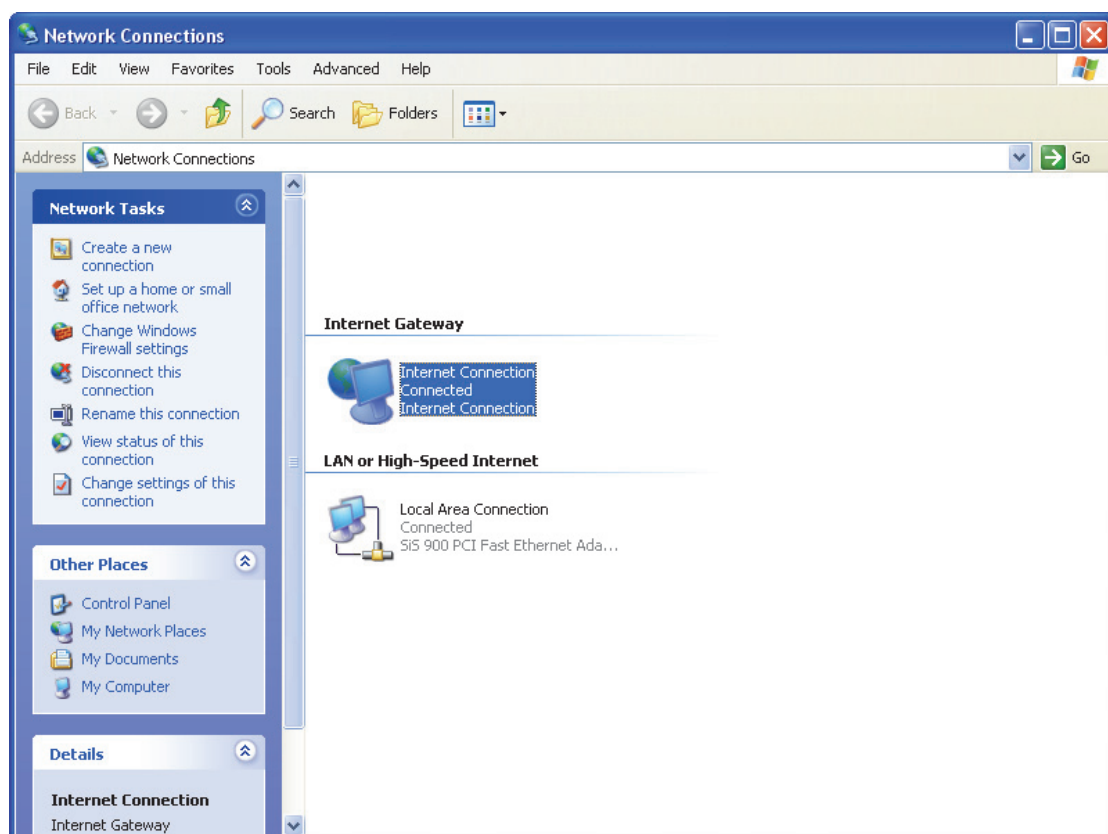 Network Connections
File Edit View Favorites Tools Advanced Help
Back Search Folders
Address Network Connections Go
Network Tasks
Create a new
connection
Set up a home or small
office network
Change Windows
Firewall settings
Disconnect this
connection
Rename this connection
View status of this
connection
Change settings of this
connection
Other Places
Control Panel
My Network Places
My Documents
My Computer
Details
Internet Connection
Internet Gateway
Internet Gateway
Internet Connection
Connected
Internet Connection
LAN or High-Speed Internet
Local Area Connection
Connected
SiS 900 PCI Fast Ethernet Ada...